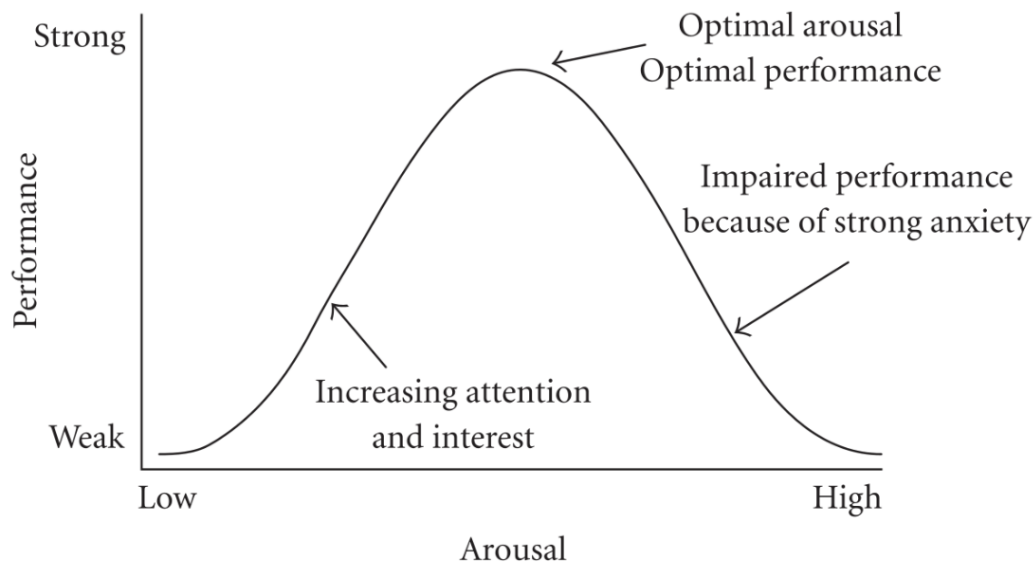 Strong
Optimal arousal
Optimal performance
Impaired performance
because of strong anxiety
Performance
Increasing attention
and interest
Weak
Low
High
Arousal